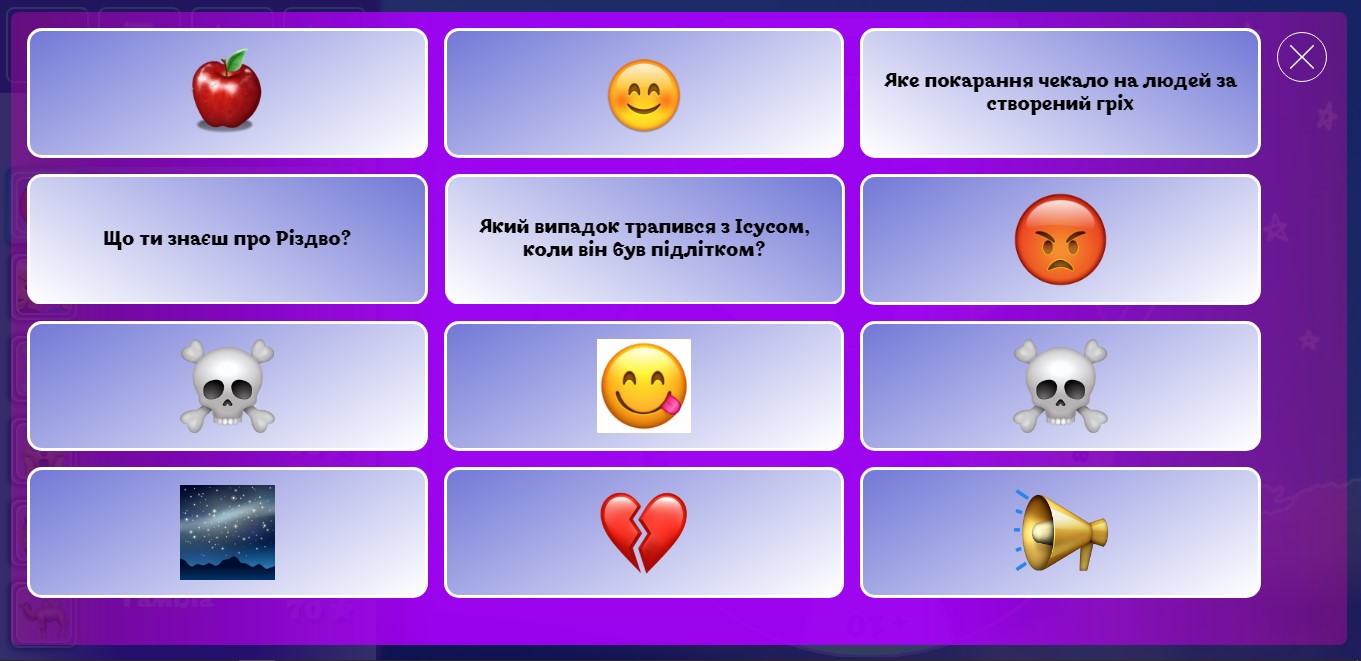 Яке покарання чекало на людей за
створений гріх
Що ти знаєш про Різдво?
Який випадок трапився з Ісусом,
коли він був підлітком?